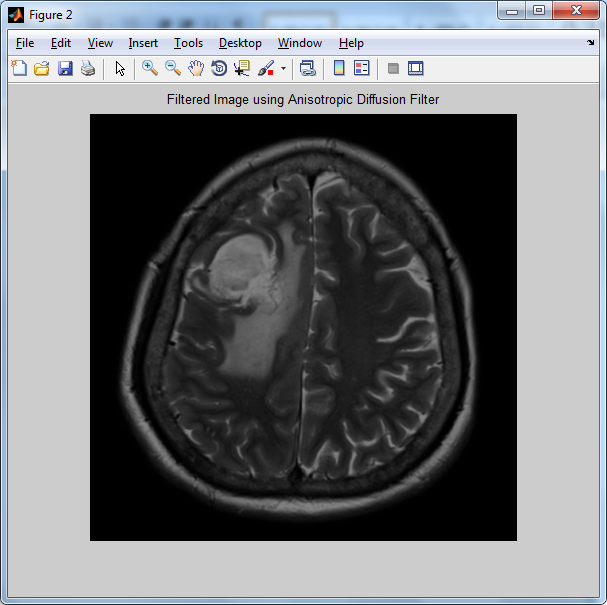 Figure 2
File Edit View Insert Tools Desktop Window Help
Filtered Image using Anisotropic Diffusion Filter